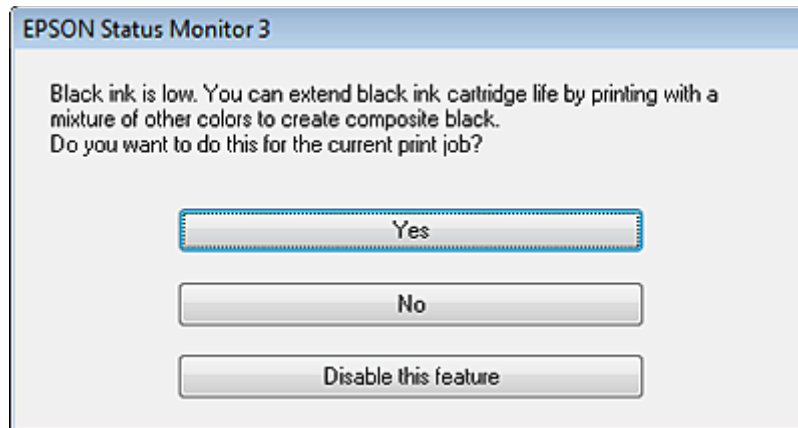 EPSON Status Monitor 3
Black ink is low. You can extend black ink cartridge life by printing with a
mixture of other colors to create composite black.
Do you want to do this for the current print job?
Yes
No
Disable this feature